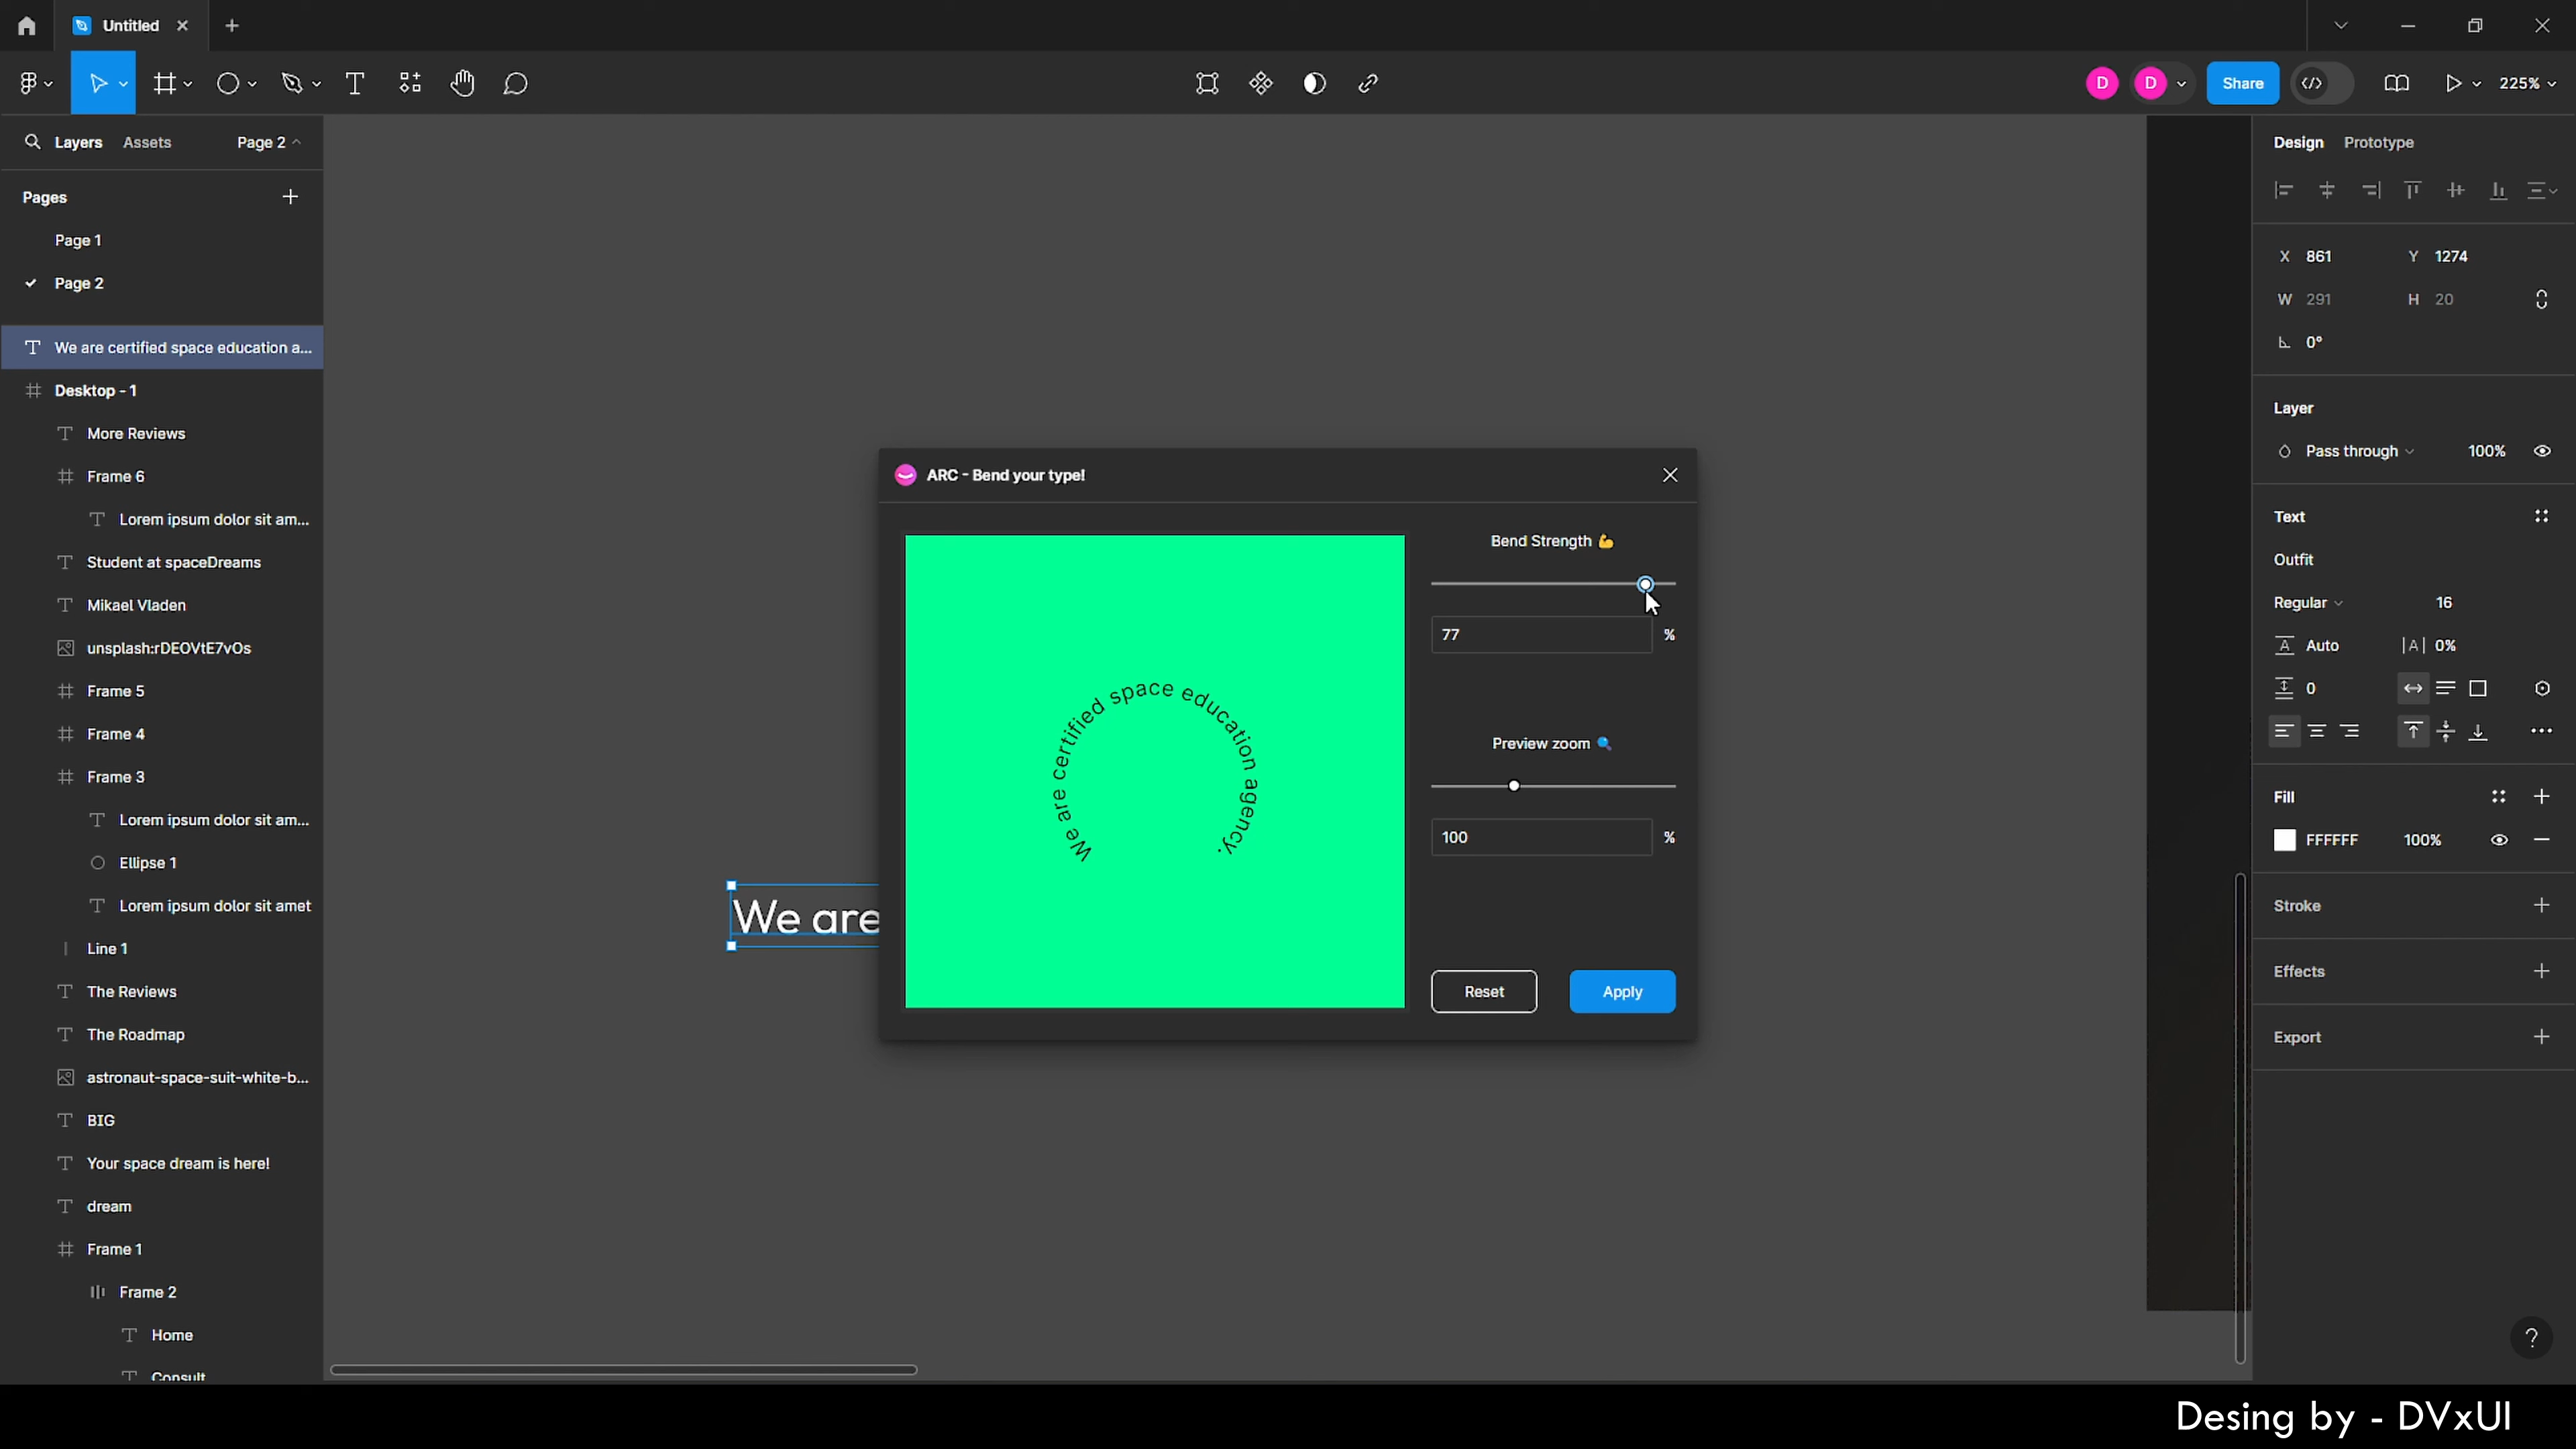 Untitled
Share
225%
Layers Assets Page 2
Pages
Page 1
Page 2
We are certified space education a...
Desktop - 1
More Reviews
Frame 6
Lorem ipsum dolor sit am...
Student at spaceDreams
Mikael Vladen
unsplash:rDEOVtE7vOs
Frame 5
Frame 4
Frame 3
Lorem ipsum dolor sit am...
Ellipse 1
Lorem ipsum dolor sit amet
Line 1
The Reviews
The Roadmap
astronaut-space-suit-white-b...
BIG
Your space dream is here!
dream
Frame 1
Frame 2
Home
Consult
We are
ARC - Bend your type!
We are certified space education agency.
Bend Strength 💪
77 %
Preview zoom 🔍
100 %
Reset Apply
D D
Design Prototype
X 861 Y 1274
W 291 H 20
0°
Layer
Pass through 100%
Text
Outfit
Regular 16
Auto |A| 0%
0
Fill
FFFFFF 100%
Stroke
Effects
Export
?
Desing by - DVxUI